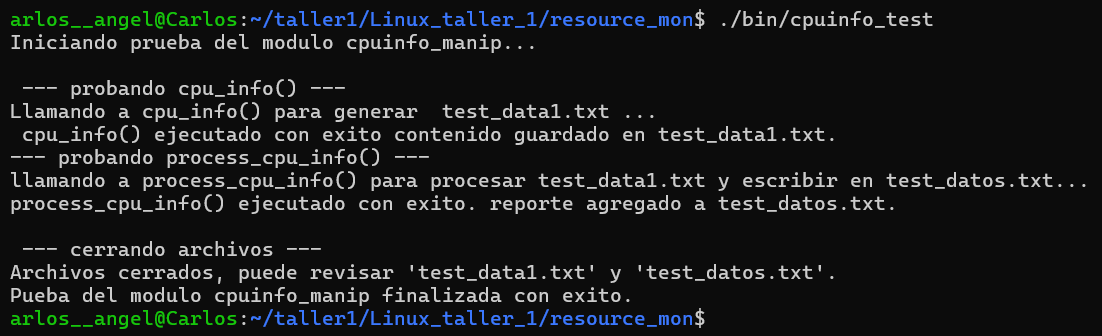 arlos__angel@Carlos:~/taller1/Linux_taller_1/resource_mon$ ./bin/cpuinfo_test
Iniciando prueba del modulo cpuinfo_manip...
--- probando cpu_info() ---
Llamando a cpu_info() para generar  test_data1.txt ...
cpu_info() ejecutado con exito contenido guardado en test_data1.txt.
--- probando process_cpu_info() ---
llamando a process_cpu_info() para procesar test_data1.txt y escribir en test_datos.txt...
process_cpu_info() ejecutado con exito. reporte agregado a test_datos.txt.
--- cerrando archivos ---
Archivos cerrados, puede revisar 'test_data1.txt' y 'test_datos.txt'.
Pueba del modulo cpuinfo_manip finalizada con exito.
arlos__angel@Carlos:~/taller1/Linux_taller_1/resource_mon$